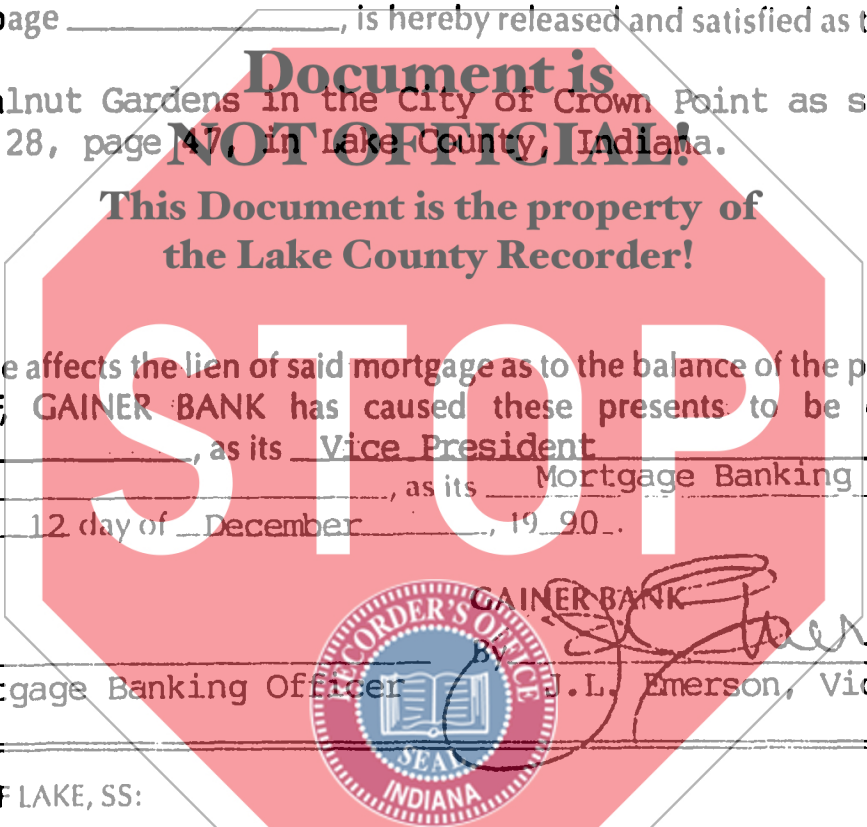 page ________, is hereby released and satisfied as t
Document is
alnut Gardens in the City of Crown Point as s
NOT OFFICIAL!
28, page 47, in Lake County, Indiana.
This Document is the property of
the Lake County Recorder!
STOP
e affects the lien of said mortgage as to the balance of the p
GAINER BANK has caused these presents to be
________, as its Vice President
________, as its Mortgage Banking
12 day of December, 19 90.
GAINER BANK
BY
tgage Banking Officer J.L. Emerson, Vic
RECORDER'S OFFICE
SEAL
INDIANA
F LAKE, SS: